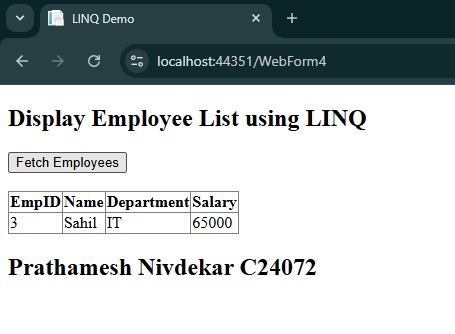 LINQ Demo
localhost:44351/WebForm4
Display Employee List using LINQ
Fetch Employees
EmpID Name Department Salary
3 Sahil IT 65000
Prathamesh Nivdekar C24072